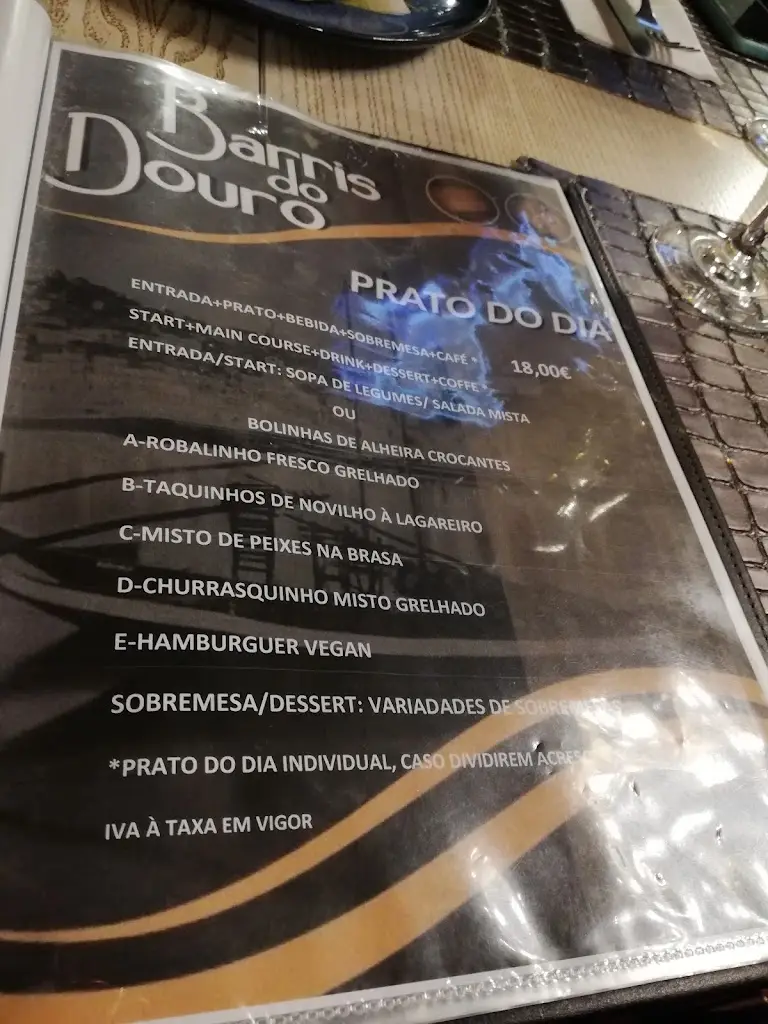 Barris
do
Douro
PRATO DO DIA
ENTRADA+PRATO+BEBIDA+SOBREMESA+CAFÉ *
START+MAIN COURSE+DRINK+DESSERT+COFFE * 18,00€
ENTRADA/START: SOPA DE LEGUMES/ SALADA MISTA
OU
BOLINHAS DE ALHEIRA CROCANTES
A-ROBALINHO FRESCO GRELHADO
B-TAQUINHOS DE NOVILHO À LAGAREIRO
C-MISTO DE PEIXES NA BRASA
D-CHURRASQUINHO MISTO GRELHADO
E-HAMBURGUER VEGAN
SOBREMESA/DESSERT: VARIADADES DE SOBREMESAS
*PRATO DO DIA INDIVIDUAL, CASO DIVIDIREM
IVA À TAXA EM VIGOR